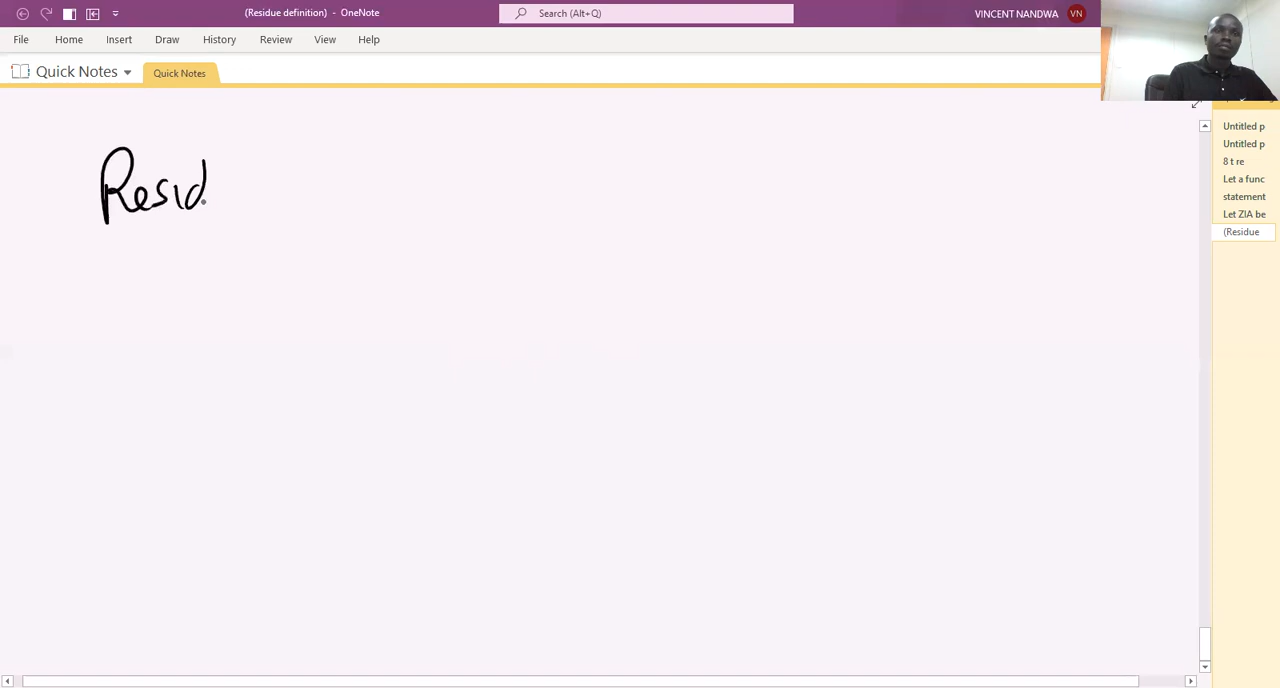 (Residue definition) - OneNote
Search (Alt+Q)
VINCENT NANDWA VN
File Home Insert Draw History Review View Help
Quick Notes
Quick Notes
Untitled p
Untitled p
8 t re
Let a func
statement
Let ZIA be
(Residue
Resid